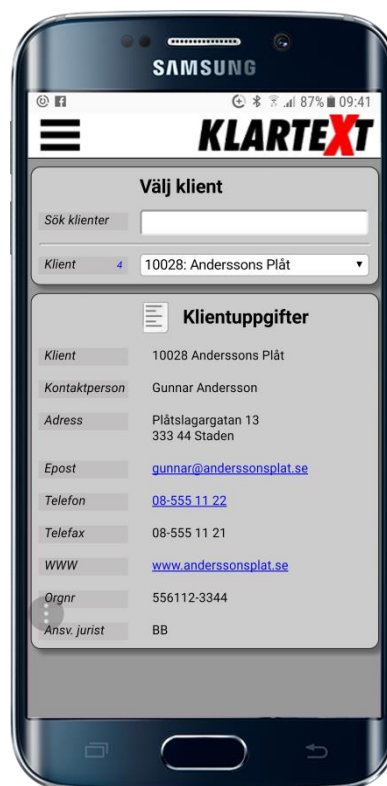 SAMSUNG
87% 09:41
KLARTEXT
Välj klient
Sök klienter
Klient 4 10028: Anderssons Plåt
Klientuppgifter
Klient 10028 Anderssons Plåt
Kontaktperson Gunnar Andersson
Adress Plåtslagargatan 13
333 44 Staden
Epost gunnar@anderssonsplat.se
Telefon 08-555 11 22
Telefax 08-555 11 21
WWW www.anderssonsplat.se
Orgnr 556112-3344
Ansv. jurist BB